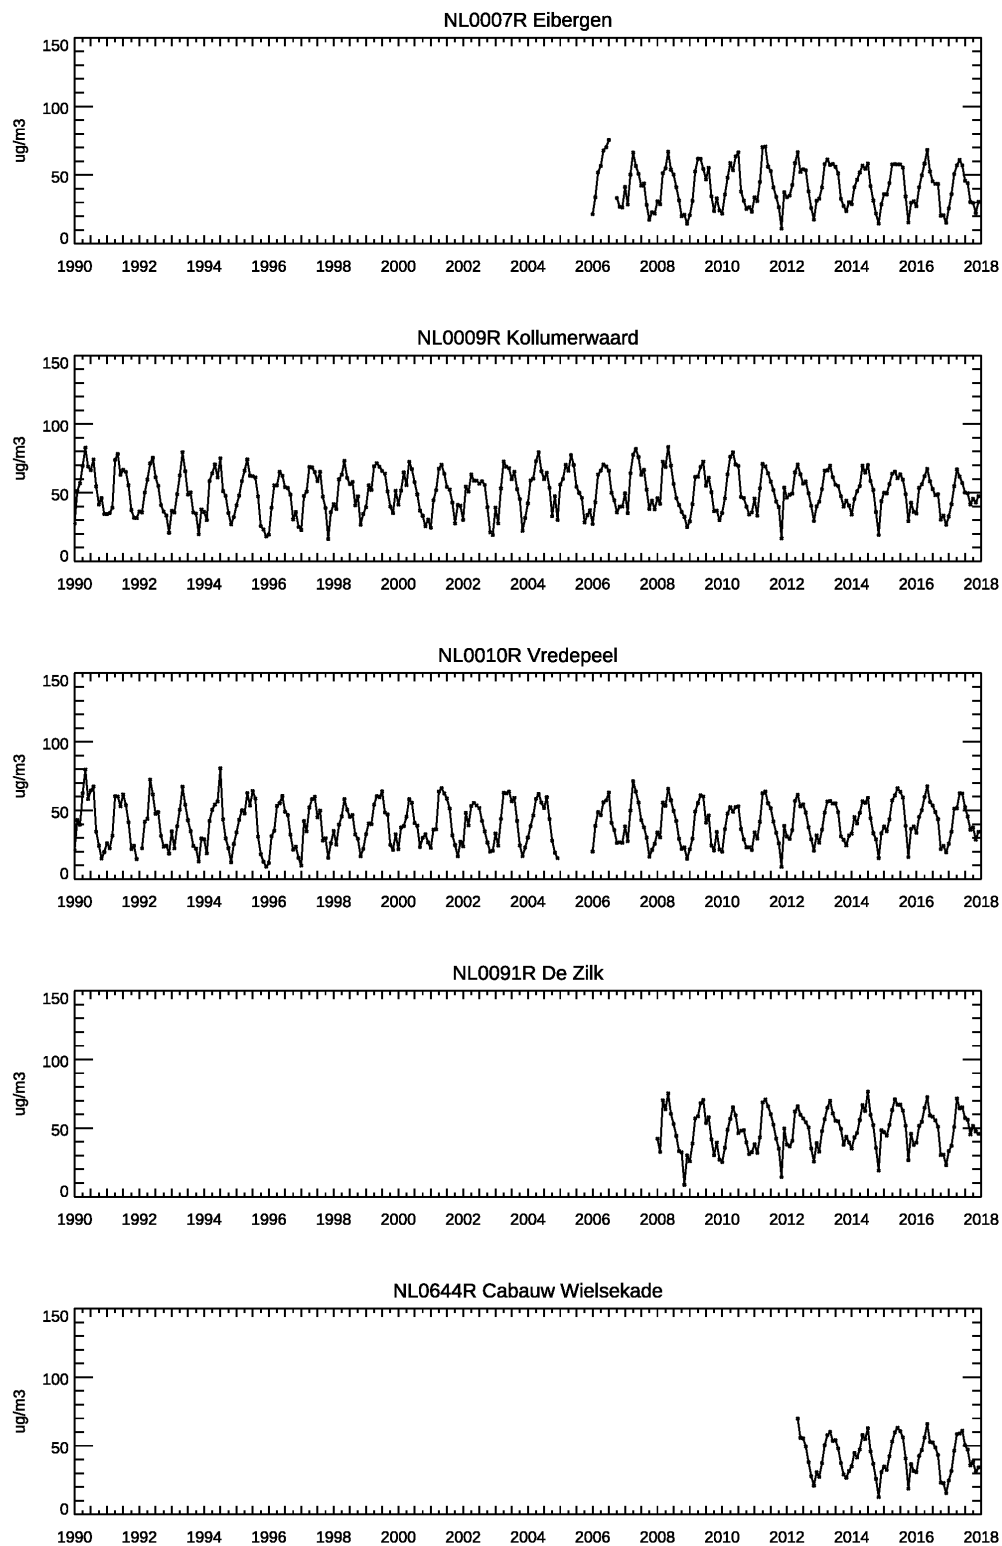 NL0007R Eibergen
150
100
50
0
ug/m3
1990 1992 1994 1996 1998 2000 2002 2004 2006 2008 2010 2012 2014 2016 2018
NL0009R Kollumerwaard
150
100
50
0
ug/m3
1990 1992 1994 1996 1998 2000 2002 2004 2006 2008 2010 2012 2014 2016 2018
NL0010R Vredepeel
150
100
50
0
ug/m3
1990 1992 1994 1996 1998 2000 2002 2004 2006 2008 2010 2012 2014 2016 2018
NL0091R De Zilk
150
100
50
0
ug/m3
1990 1992 1994 1996 1998 2000 2002 2004 2006 2008 2010 2012 2014 2016 2018
NL0644R Cabauw Wielsekade
150
100
50
0
ug/m3
1990 1992 1994 1996 1998 2000 2002 2004 2006 2008 2010 2012 2014 2016 2018